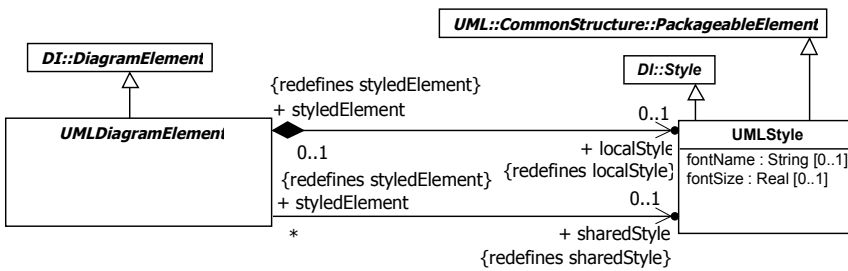 UML::CommonStructure::PackageableElement
DI::DiagramElement
DI::Style
{redefines styledElement}
+ styledElement
0..1
UMLDiagramElement
UMLStyle
0..1
+ localStyle
fontName : String [0..1]
{redefines styledElement}
{redefines localStyle}
fontSize : Real [0..1]
+ styledElement
0..1
*
+ sharedStyle
{redefines sharedStyle}